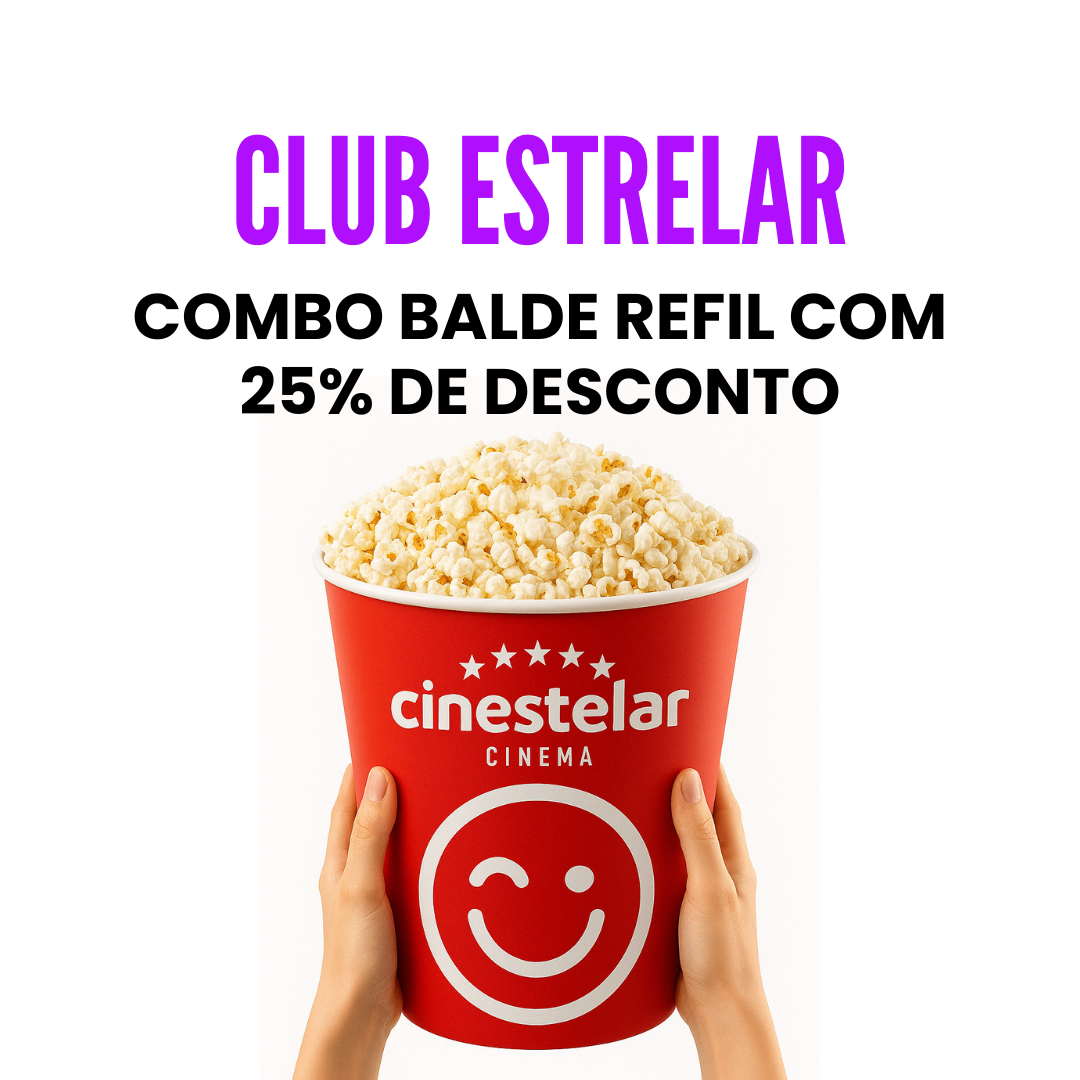 CLUB ESTRELAR
COMBO BALDE REFIL COM
25% DE DESCONTO
cinestelar
CINEMA